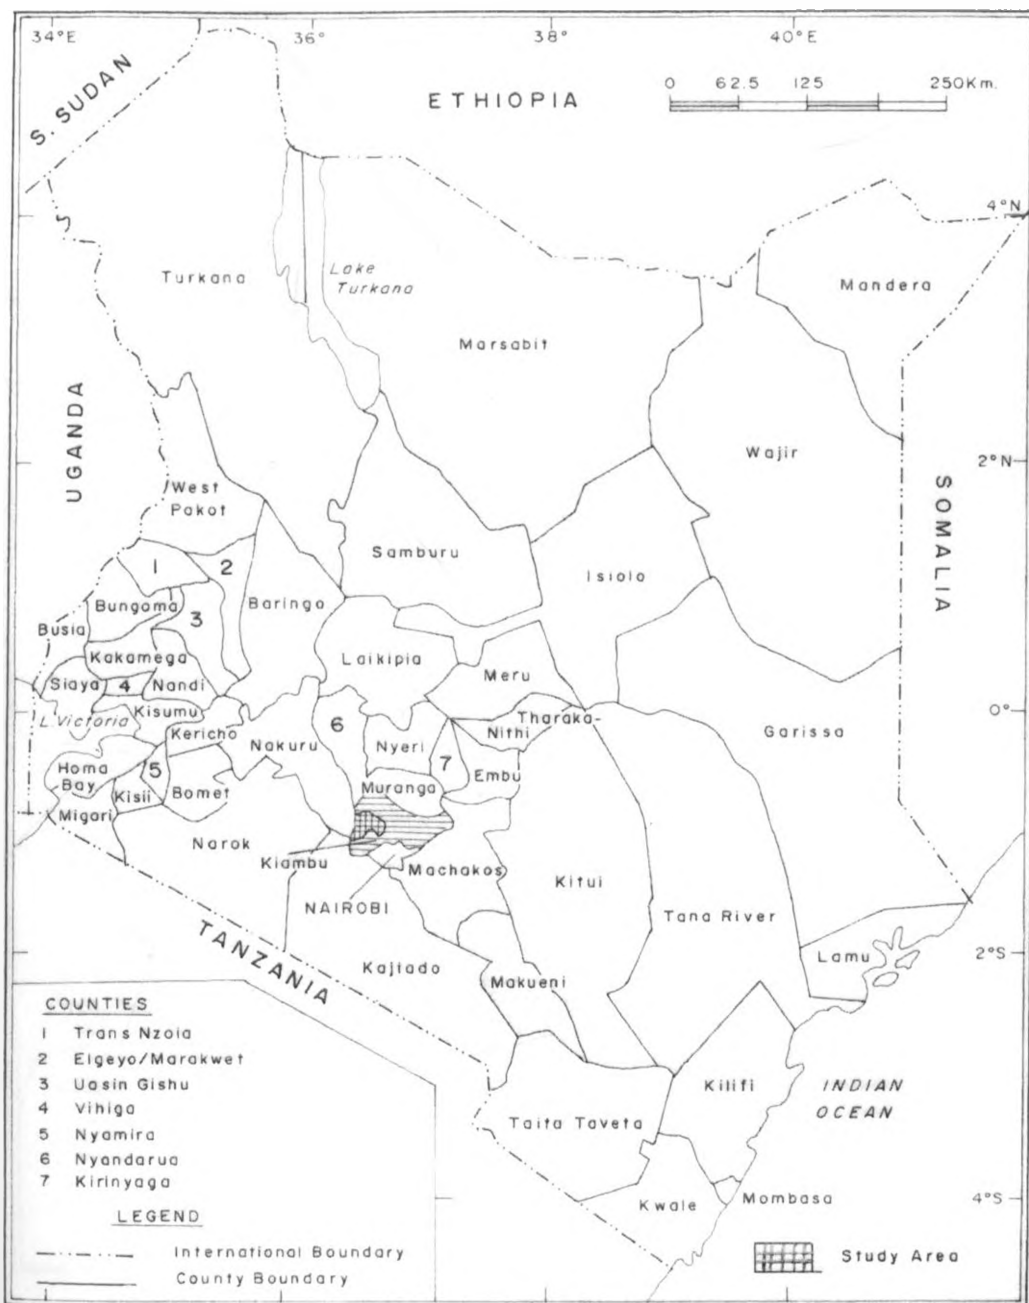 34°E 36° 38° 40°E
0 62.5 125 250Km.
S. SUDAN
ETHIOPIA
4°N
Lake
Turkana
Turkana
Mandera
Marsabit
UGANDA
Wajir
2°N
West
Pakot
SOMALIA
Samburu
1
2
Isiolo
Bungoma
3
Baringo
Busia
Kakamega
Laikipia
Meru
Siaya
4
Nandi
L. Victoria
Kisumu
Tharaka-
Nithi
0°
Kericho
Nakuru
6
Nyeri
Garissa
Homa
Bay
5
7
Embu
Kisii
Bomet
Muranga
Migari
Narok
Kiambu
Machakos
Kitui
NAIROBI
Tana River
TANZANIA
Lamu
2°S
Kajiado
Makueni
COUNTIES
1 Trans Nzoia
2 Elgeyo/Marakwet
3 Uasin Gishu
4 Vihiga
5 Nyamira
6 Nyandarua
7 Kirinyaga
Kilifi
INDIAN
OCEAN
Taita Taveta
Kwale
Mombasa
4°S
LEGEND
International Boundary
County Boundary
Study Area